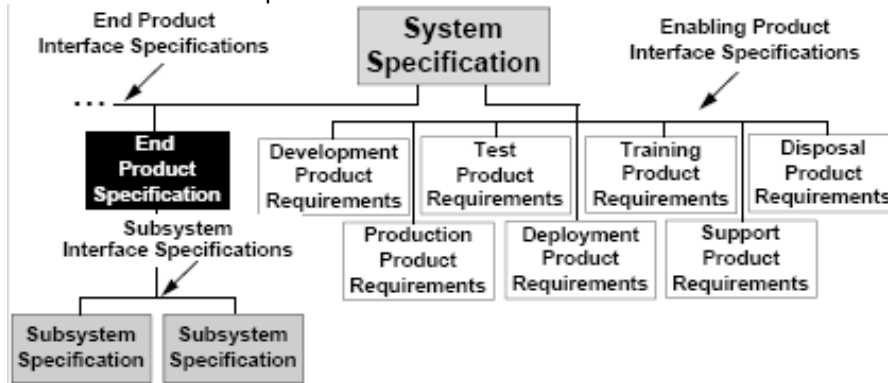 End Product
Interface Specifications
System
Specification
Enabling Product
Interface Specifications
...
End
Product
Specification
Development
Product
Requirements
Test
Product
Requirements
Training
Product
Requirements
Disposal
Product
Requirements
Subsystem
Interface Specifications
Production
Product
Requirements
Deployment
Product
Requirements
Support
Product
Requirements
Subsystem
Specification
Subsystem
Specification